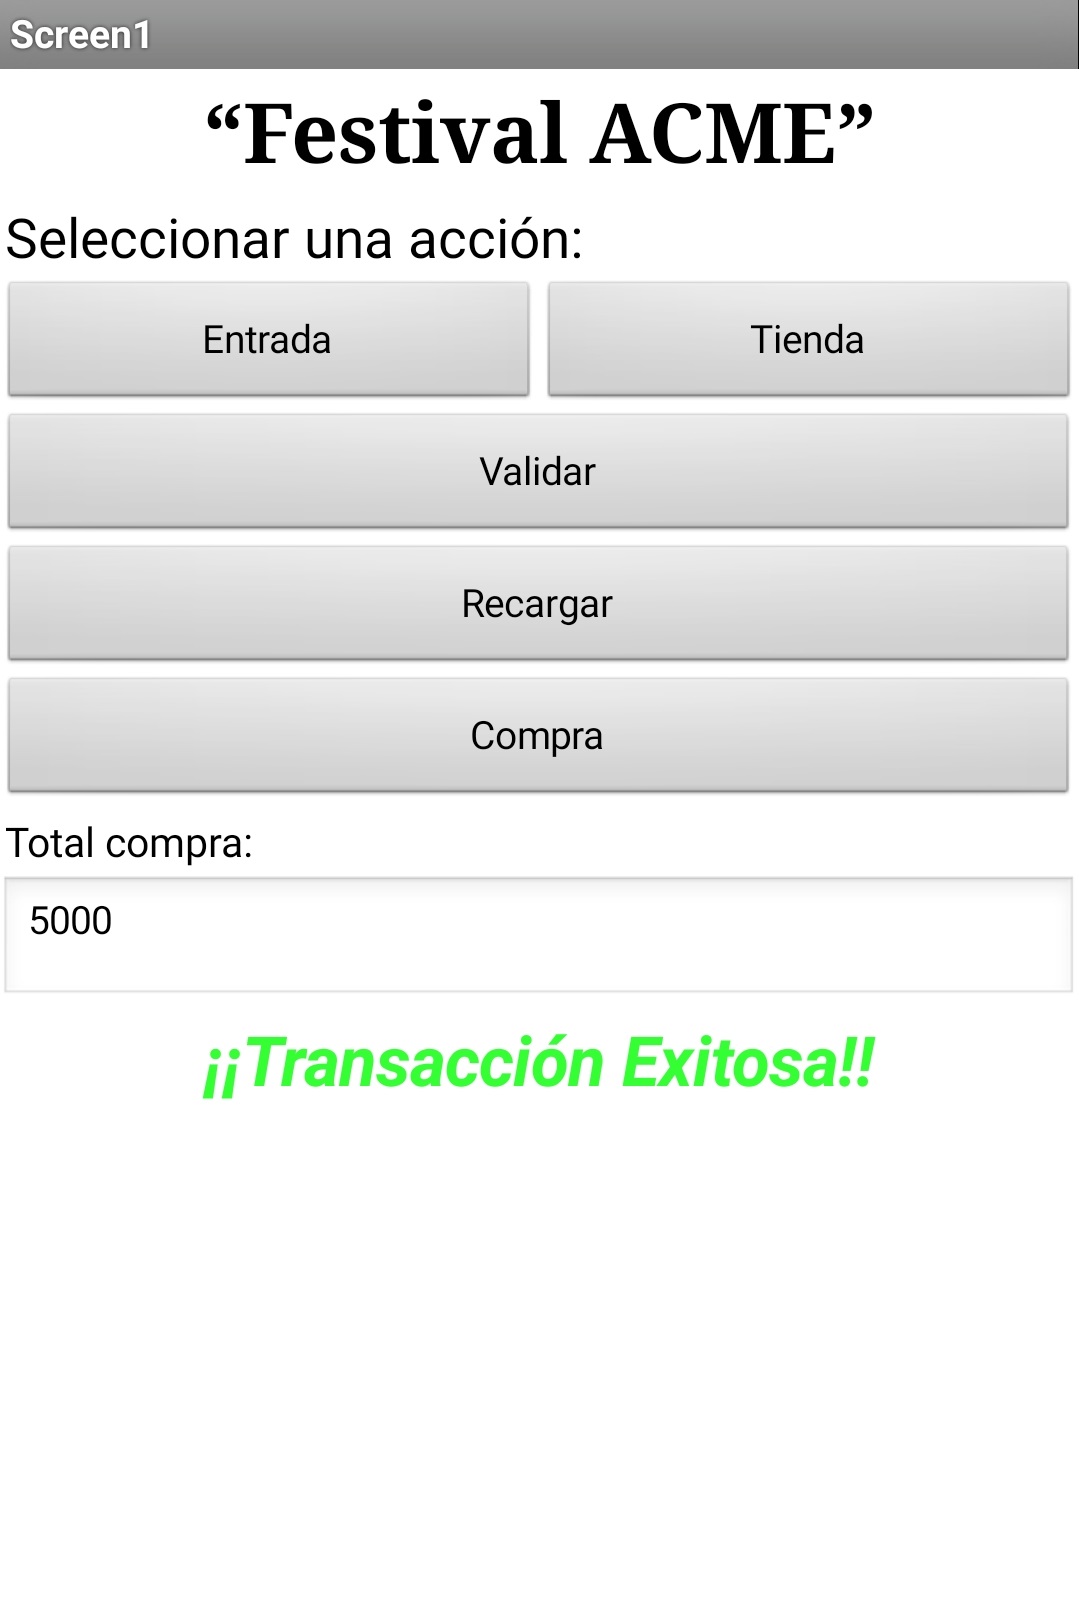 Screen1
“Festival ACME”
Seleccionar una acción:
Entrada
Tienda
Validar
Recargar
Compra
Total compra:
5000
¡¡Transacción Exitosa!!